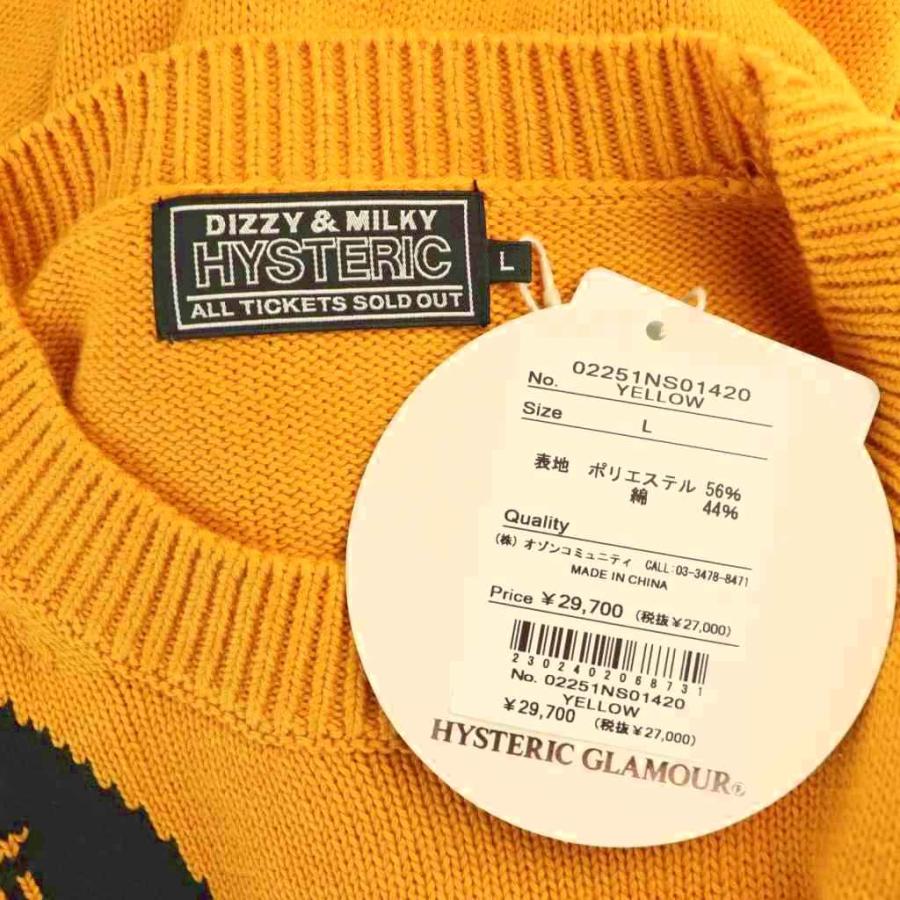 DIZZY & MILKY
HYSTERIC
ALL TICKETS SOLD OUT
L
No. 02251NS01420
YELLOW
Size L
表地 ポリエステル 56%
綿 44%
Quality
(株) オゾンコミュニティ CALL:03-3478-8471
MADE IN CHINA
Price ¥29,700 (税抜¥27,000)
2302402068731
No. 02251NS01420
YELLOW
¥29,700 (税抜¥27,000)
HYSTERIC GLAMOUR®